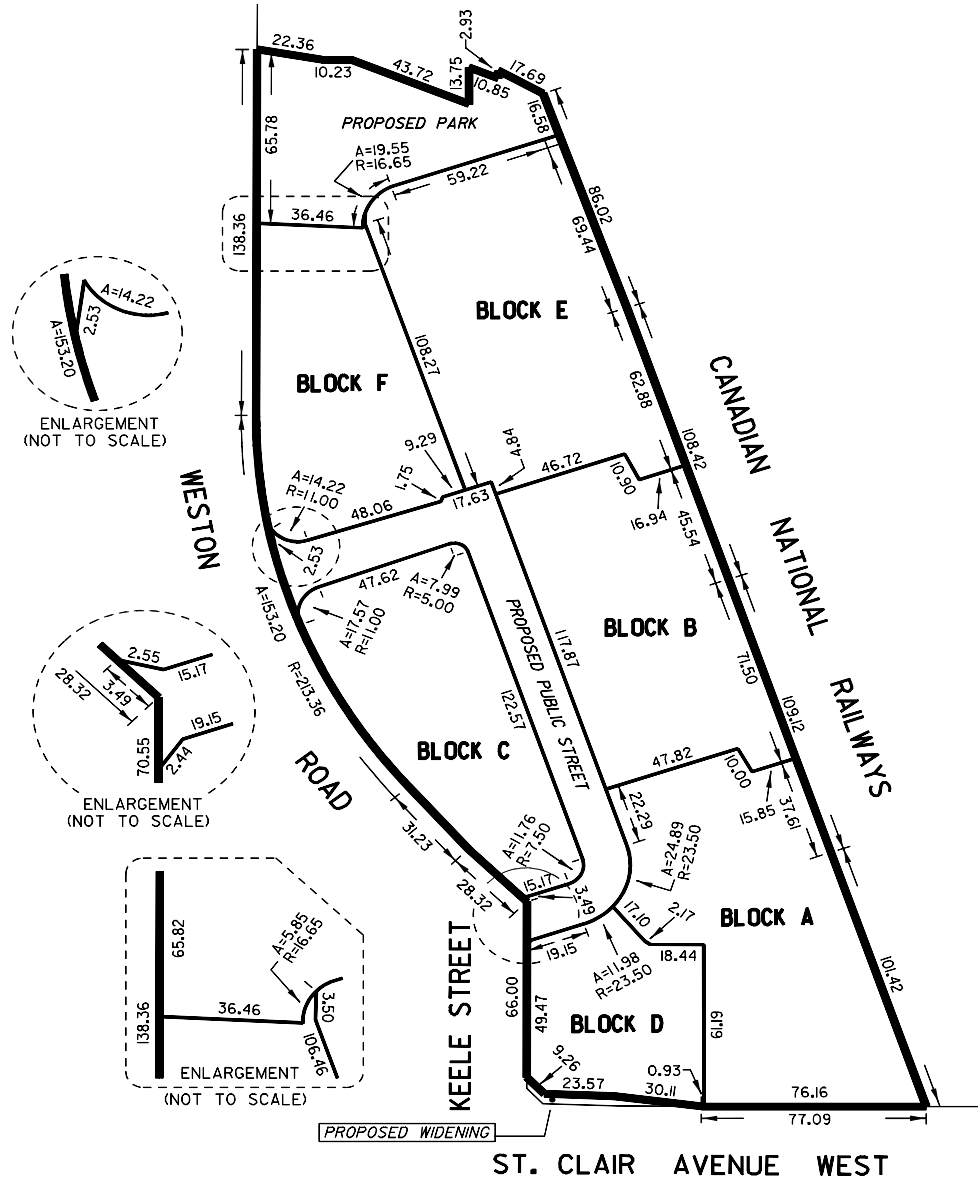 22.36
10.23
43.72
13.75
2.93
10.85
17.69
16.58
PROPOSED PARK
65.78
A=19.55
R=16.65
59.22
86.02
69.44
36.46
138.36
BLOCK E
A=14.22
2.53
A=153.20
ENLARGEMENT
(NOT TO SCALE)
108.27
BLOCK F
62.88
CANADIAN
NATIONAL
RAILWAYS
108.42
9.29
4.84
1.75
46.72
10.90
16.94
17.63
A=14.22
R=11.00
48.06
2.53
WESTON
ROAD
45.54
47.62
A=7.99
R=5.00
A=17.57
R=11.00
A=153.20
R=213.36
PROPOSED PUBLIC STREET
117.87
122.57
BLOCK B
71.50
109.12
2.55
15.17
28.32
3.49
19.15
70.55
2.44
ENLARGEMENT
(NOT TO SCALE)
BLOCK C
47.82
10.00
15.85
37.61
22.29
31.23
28.32
A=11.76
R=7.50
A=24.89
R=23.50
15.17
3.49
17.10
2.17
BLOCK A
18.44
19.15
A=11.98
R=23.50
101.42
65.82
A=5.85
R=16.65
36.46
3.50
138.36
106.46
ENLARGEMENT
(NOT TO SCALE)
KEELE STREET
66.00
49.47
BLOCK D
61.19
9.26
23.57
30.11
0.93
76.16
77.09
PROPOSED WIDENING
ST. CLAIR AVENUE WEST